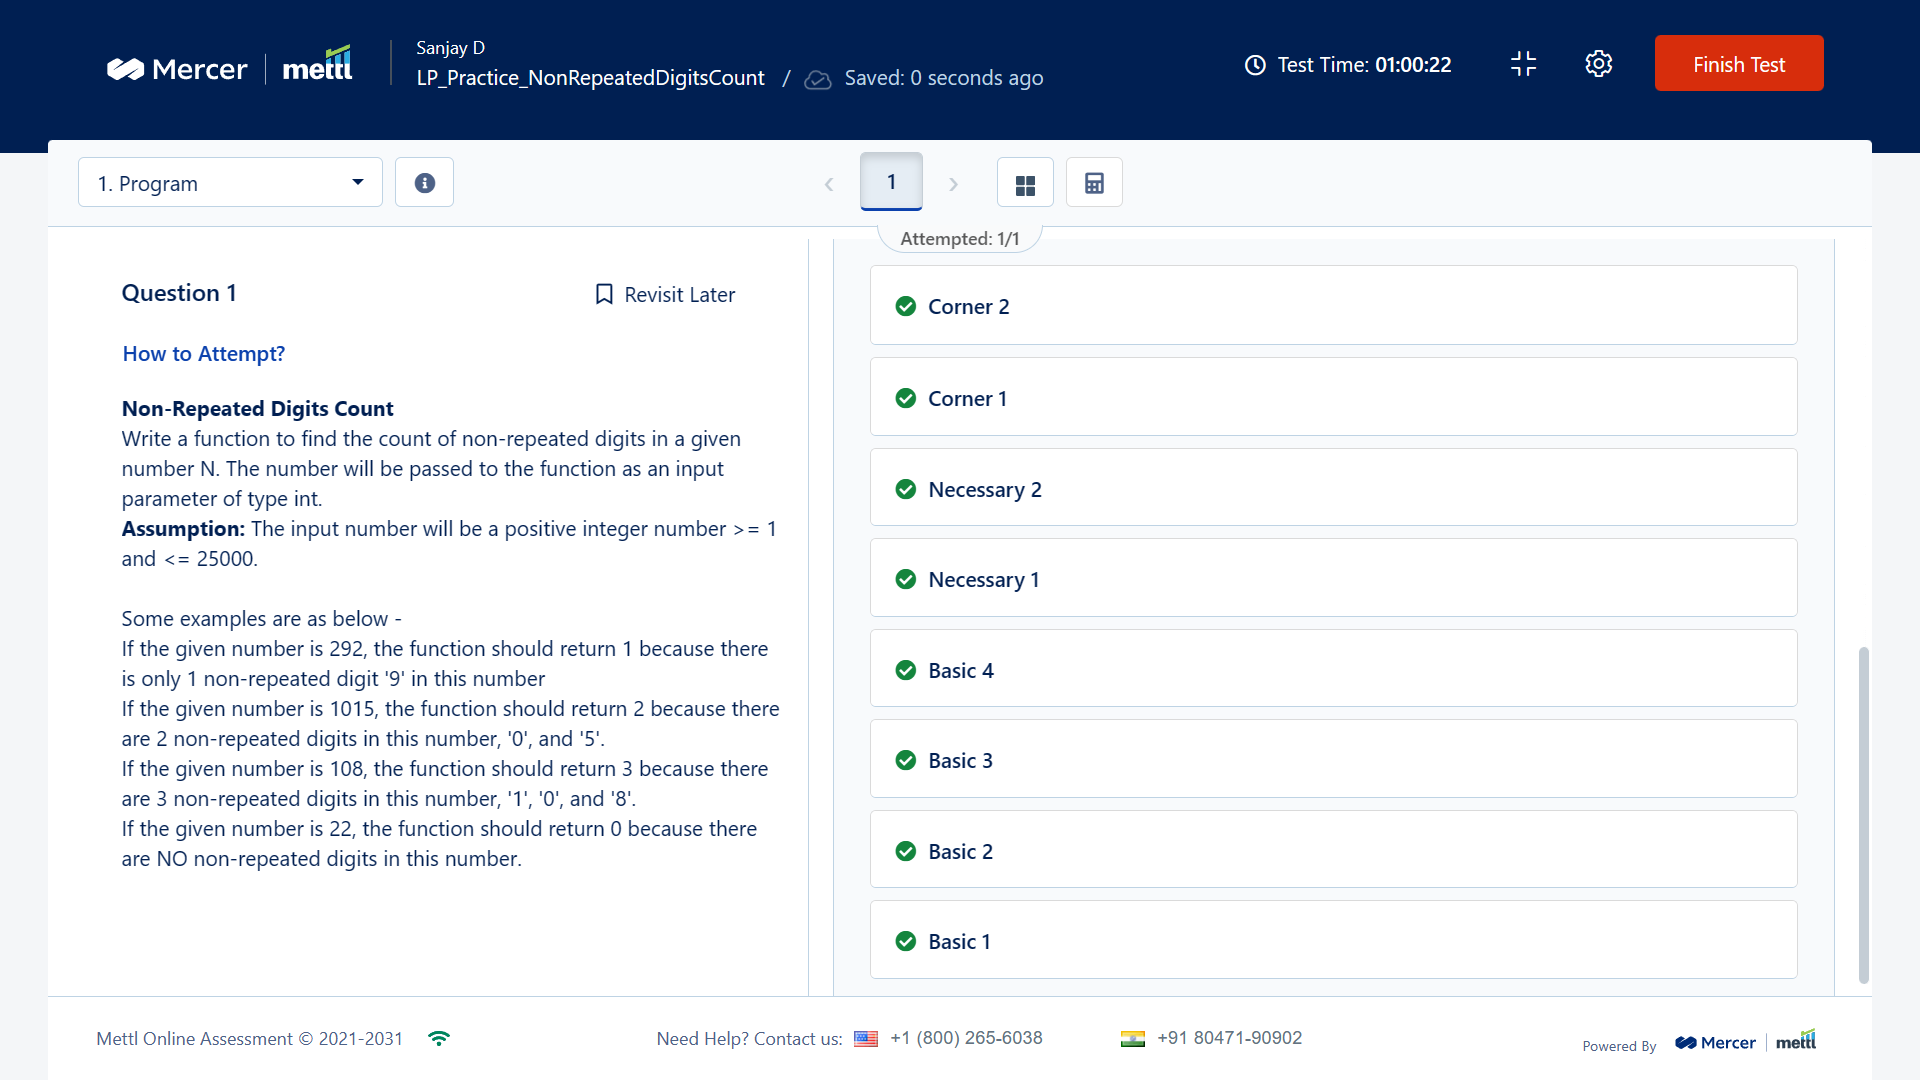 Mercer mettl
Sanjay D
LP_Practice_NonRepeatedDigitsCount / Saved: 0 seconds ago
Test Time: 01:00:22
Finish Test
1. Program
1
Attempted: 1/1
Question 1
Revisit Later
How to Attempt?
Non-Repeated Digits Count
Write a function to find the count of non-repeated digits in a given
number N. The number will be passed to the function as an input
parameter of type int.
Assumption: The input number will be a positive integer number >= 1
and <= 25000.
Some examples are as below -
If the given number is 292, the function should return 1 because there
is only 1 non-repeated digit '9' in this number
If the given number is 1015, the function should return 2 because there
are 2 non-repeated digits in this number, '0', and '5'.
If the given number is 108, the function should return 3 because there
are 3 non-repeated digits in this number, '1', '0', and '8'.
If the given number is 22, the function should return 0 because there
are NO non-repeated digits in this number.
Corner 2
Corner 1
Necessary 2
Necessary 1
Basic 4
Basic 3
Basic 2
Basic 1
Mettl Online Assessment © 2021-2031
Need Help? Contact us: +1 (800) 265-6038
+91 80471-90902
Powered By Mercer mettl